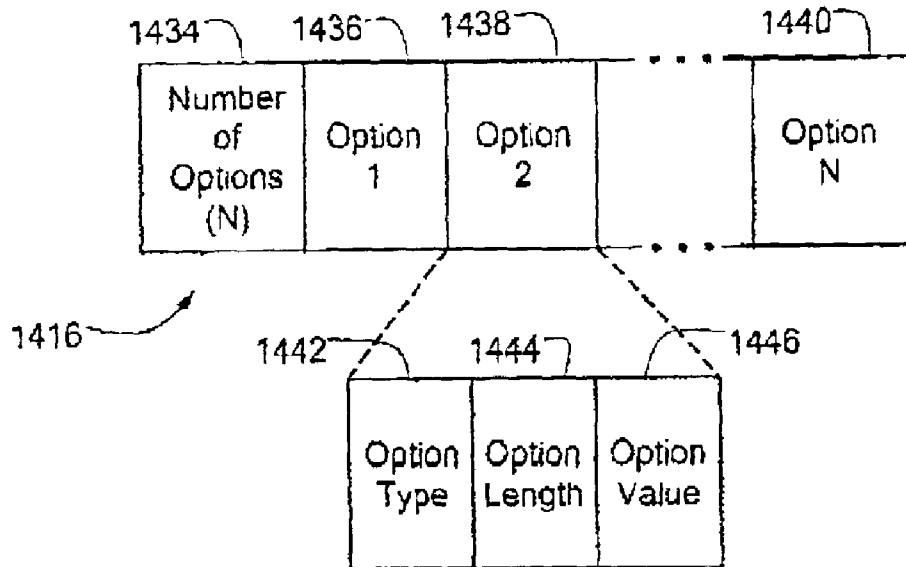 1434 1436 1438 1440
Number
of
Options
(N)
Option
1
Option
2
Option
N
1416
1442 1444 1446
Option
Type
Option
Length
Option
Value